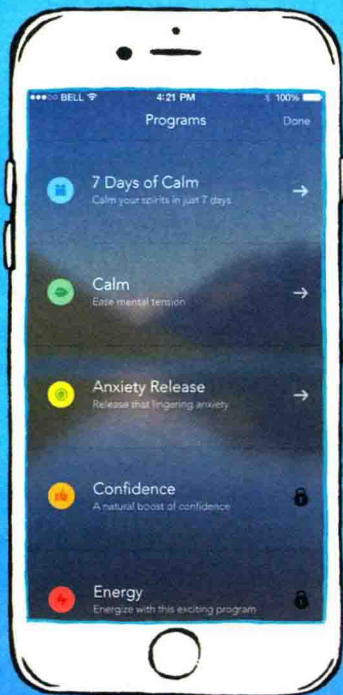 BELL 4:21 PM 100%
Programs Done
7 Days of Calm
Calm your spirits in just 7 days
Calm
Ease mental tension
Anxiety Release
Release that lingering anxiety
Confidence
A natural boost of confidence
Energy
Energize with this exciting program